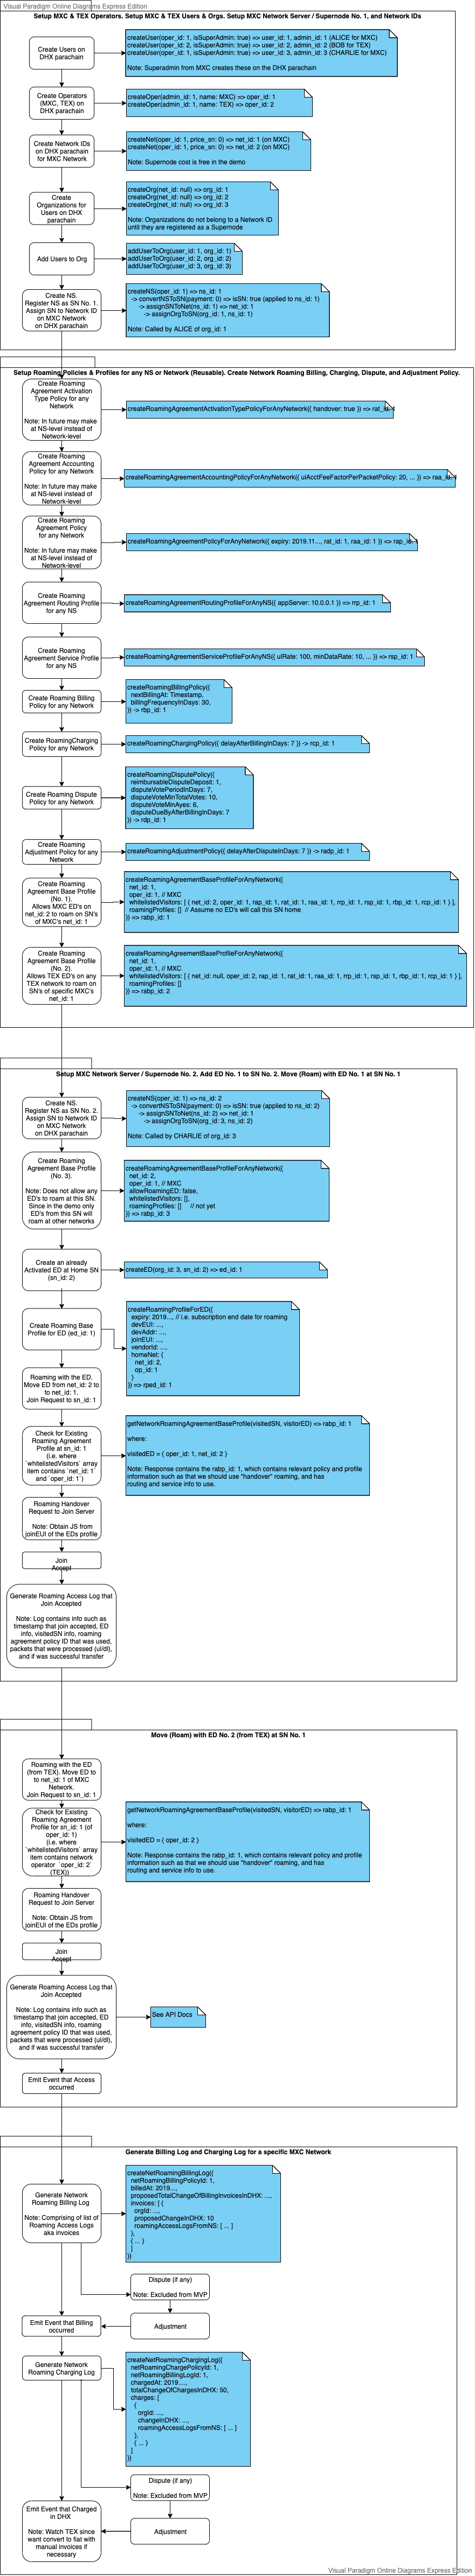 Visual Paradigm Online Diagrams Express Edition
Setup MXC & TEX Operators. Setup MXC & TEX Users & Orgs. Setup MXC Network Server / Supernode No. 1, and Network IDs
Create Users on
DHX parachain
createUser(oper_id: 1, isSuperAdmin: true) => user_id: 1, admin_id: 1 (ALICE for MXC)
createUser(oper_id: 2, isSuperAdmin: true) => user_id: 2, admin_id: 2 (BOB for TEX)
createUser(oper_id: 1, isSuperAdmin: true) => user_id: 3, admin_id: 3 (CHARLIE for MXC)
Note: Superadmin from MXC creates these on the DHX parachain
Create Operators
(MXC, TEX) on
DHX parachain
createOper(admin_id: 1, name: MXC) => oper_id: 1
createOper(admin_id: 1, name: TEX) => oper_id: 2
Create Network IDs
on DHX parachain
for MXC Network
createNet(oper_id: 1, price_sn: 0) => net_id: 1 (on MXC)
createNet(oper_id: 1, price_sn: 0) => net_id: 2 (on MXC)
Note: Supernode cost is free in the demo
Create
Organizations for
Users on DHX
parachain
createOrg(net_id: null) => org_id: 1
createOrg(net_id: null) => org_id: 2
createOrg(net_id: null) => org_id: 3
Note: Organizations do not belong to a Network ID
until they are registered as a Supernode
Add Users to Org
addUserToOrg(user_id: 1, org_id: 1)
addUserToOrg(user_id: 2, org_id: 2)
addUserToOrg(user_id: 3, org_id: 3)
Create NS.
Register NS as SN No. 1.
Assign SN to Network ID
on MXC Network
on DHX parachain
createNS(oper_id: 1) => ns_id: 1
-> convertNSToSN(payment: 0) => isSN: true (applied to ns_id: 1)
-> assignSNToNet(ns_id: 1) => net_id: 1
-> assignOrgToSN(org_id: 1, ns_id: 1)
Note: Called by ALICE of org_id: 1
Setup Roaming Policies & Profiles for any NS or Network (Reusable). Create Network Roaming Billing, Charging, Dispute, and Adjustment Policy.
Create Roaming
Agreement Activation
Type Policy for any
Network
Note: In future may make
at NS-level instead of
Network-level
createRoamingAgreementActivationTypePolicyForAnyNetwork({ handover: true }) => rat_id: 1
Create Roaming
Agreement Accounting
Policy for any Network
Note: In future may make
at NS-level instead of
Network-level
createRoamingAgreementAccountingPolicyForAnyNetwork({ ulAcctFeeFactorPerPacketPolicy: 20, ... }) => raa_id: 1
Create Roaming
Agreement Policy
for any Network
Note: In future may make
at NS-level instead of
Network-level
createRoamingAgreementPolicyForAnyNetwork({ expiry: 2019.11..., rat_id: 1, raa_id: 1 }) => rap_id: 1
Create Roaming
Agreement Routing Profile
for any NS
createRoamingAgreementRoutingProfileForAnyNS({ appServer: 10.0.0.1 }) => rrp_id: 1
Create Roaming
Agreement Service Profile
for any NS
createRoamingAgreementServiceProfileForAnyNS({ ulRate: 100, minDataRate: 10, ... }) => rsp_id: 1
Create Roaming Billing
Policy for any Network
createRoamingBillingPolicy({
nextBillingAt: Timestamp,
billingFrequencyInDays: 30,
}) -> rbp_id: 1
Create RoamingCharging
Policy for any Network
createRoamingChargingPolicy({ delayAfterBillingInDays: 7 }) -> rcp_id: 1
Create Roaming Dispute
Policy for any Network
createRoamingDisputePolicy({
reimbursableDisputeDeposit: 1,
disputeVotePeriodInDays: 7,
disputeVoteMinTotalVotes: 10,
disputeVoteMinAyes: 6,
disputeDueByAfterBillingInDays: 7
}) -> rdp_id: 1
Create Roaming
Adjustment Policy for any
Network
createRoamingAdjustmentPolicy({ delayAfterDisputeInDays: 7 }) -> radp_id: 1
Create Roaming
Agreement Base Profile
(No. 1).
Allows MXC ED's on
net_id: 2 to roam on SN's
of MXC's net_id: 1
createRoamingAgreementBaseProfileForAnyNetwork({
net_id: 1,
oper_id: 1, // MXC
whitelistedVisitors: [ { net_id: 2, oper_id: 1, rap_id: 1, rat_id: 1, raa_id: 1, rrp_id: 1, rsp_id: 1, rbp_id: 1, rcp_id: 1 } ],
roamingProfiles: [] // Assume no ED's will call this SN home
}) => rabp_id: 1
Create Roaming
Agreement Base Profile
(No. 2).
Allows TEX ED's on any
TEX network to roam on
SN's of specific MXC's
net_id: 1
createRoamingAgreementBaseProfileForAnyNetwork({
net_id: 1,
oper_id: 1, // MXC
whitelistedVisitors: [ { net_id: null, oper_id: 2, rap_id: 1, rat_id: 1, raa_id: 1, rrp_id: 1, rsp_id: 1, rbp_id: 1, rcp_id: 1 } ],
roamingProfiles: []
}) => rabp_id: 2
Setup MXC Network Server / Supernode No. 2. Add ED No. 1 to SN No. 2. Move (Roam) with ED No. 1 at SN No. 1
Create NS.
Register NS as SN No. 2.
Assign SN to Network ID
on MXC Network
on DHX parachain
createNS(oper_id: 1) => ns_id: 2
-> convertNSToSN(payment: 0) => isSN: true (applied to ns_id: 2)
-> assignSNToNet(ns_id: 2) => net_id: 1
-> assignOrgToSN(org_id: 3, ns_id: 2)
Note: Called by CHARLIE of org_id: 3
Create Roaming
Agreement Base Profile
(No. 3).
Note: Does not allow any
ED's to roam at this SN.
Since in the demo only
ED's from this SN will
roam at other networks
createRoamingAgreementBaseProfileForAnyNetwork({
net_id: 2,
oper_id: 1, // MXC
allowRoamingED: false,
whitelistedVisitors: [],
roamingProfiles: [] // not yet
}) => rabp_id: 3
Create an already
Activated ED at Home SN
(sn_id: 2)
createED(org_id: 3, sn_id: 2) => ed_id: 1
Create Roaming Base
Profile for ED (ed_id: 1)
createRoamingProfileForED({
expiry: 2019..., // i.e. subscription end date for roaming
devEUI: ...,
devAddr: ...,
joinEUI: ...,
vendorId: ...,
homeNet: {
net_id: 2,
op_id: 1
}
}) => rped_id: 1
Roaming with the ED.
Move ED from net_id: 2 to
to net_id: 1.
Join Request to sn_id: 1
Check for Existing
Roaming Agreement
Profile at sn_id: 1
(i.e. where
`whitelistedVisitors` array
item contains `net_id: 1`
and `oper_id: 1`)
getNetworkRoamingAgreementBaseProfile(visitedSN, visitorED) => rabp_id: 1
where:
visitedED = { oper_id: 1, net_id: 2 }
Note: Response contains the rabp_id: 1, which contains relevant policy and profile
information such as that we should use "handover" roaming, and has
routing and service info to use.
Roaming Handover
Request to Join Server
Note: Obtain JS from
joinEUI of the EDs profile
Join
Accept
Generate Roaming Access Log that
Join Accepted
Note: Log contains info such as
timestamp that join accepted, ED
info, visitedSN info, roaming
agreement policy ID that was used,
packets that were processed (ul/dl),
and if was successful transfer
Move (Roam) with ED No. 2 (from TEX) at SN No. 1
Roaming with the ED
(from TEX). Move ED to
to net_id: 1 of MXC
Network.
Join Request to sn_id: 1
Check for Existing
Roaming Agreement
Profile for sn_id: 1 (of
oper_id: 1)
(i.e. where
`whitelistedVisitors` array
item contains network
operator `oper_id: 2`
(TEX))
getNetworkRoamingAgreementBaseProfile(visitedSN, visitorED) => rabp_id: 1
where:
visitedED = { oper_id: 2 }
Note: Response contains the rabp_id: 1, which contains relevant policy and profile
information such as that we should use "handover" roaming, and has
routing and service info to use.
Roaming Handover
Request to Join Server
Note: Obtain JS from
joinEUI of the EDs profile
Join
Accept
Generate Roaming Access Log that
Join Accepted
Note: Log contains info such as
timestamp that join accepted, ED
info, visitedSN info, roaming
agreement policy ID that was used,
packets that were processed (ul/dl),
and if was successful transfer
See API Docs
Emit Event that Access
occurred
Generate Billing Log and Charging Log for a specific MXC Network
Generate Network
Roaming Billing Log
Note: Comprising of list of
Roaming Access Logs
aka invoices
createNetRoamingBillingLog({
netRoamingBillingPolicyId: 1,
billedAt: 2019...,
proposedTotalChangeOfBillingInvoicesInDHX: ...,
invoices: [ {
orgId: ...,
proposedChangeInDHX: 10
roamingAccessLogsFromNS: [ ... ]
},
{ ... }
]
})
Dispute (if any)
Note: Excluded from MVP
Emit Event that Billing
occurred
Adjustment
Generate Network
Roaming Charging Log
createNetRoamingChargingLog({
netRoamingChargePolicyId: 1,
netRoamingBillingLogId: 1,
chargedAt: 2019...,
totalChangeOfChargesInDHX: 50,
charges: [
{
orgId: ...,
changeInDHX: ...,
roamingAccessLogsFromNS: [ ... ]
},
{ ... }
]
})
Dispute (if any)
Note: Excluded from MVP
Emit Event that Charged
in DHX
Note: Watch TEX since
want convert to fiat with
manual invoices if
necessary
Adjustment
Visual Paradigm Online Diagrams Express Edition